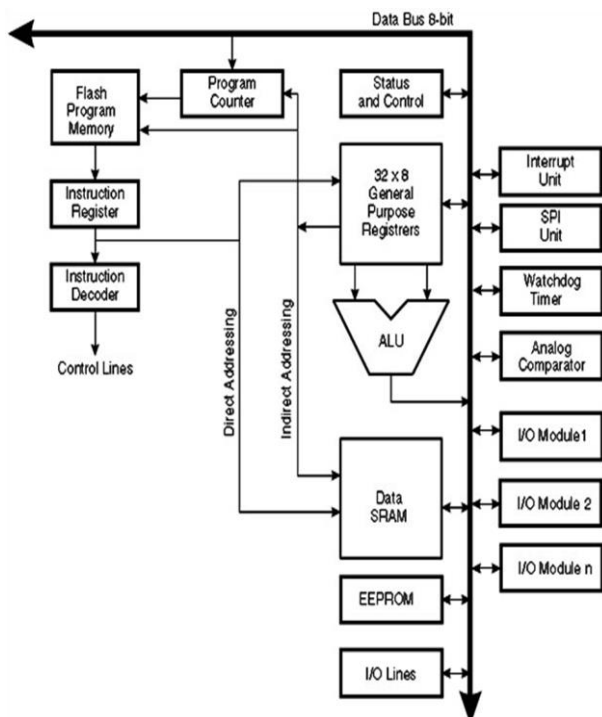 Data Bus 8-bit
Flash
Program
Memory
Program
Counter
Status
and Control
Instruction
Register
32 x 8
General
Purpose
Registrers
Interrupt
Unit
SPI
Unit
Instruction
Decoder
Watchdog
Timer
Control Lines
Direct Addressing
Indirect Addressing
ALU
Analog
Comparator
I/O Module1
Data
SRAM
I/O Module 2
I/O Module n
EEPROM
I/O Lines